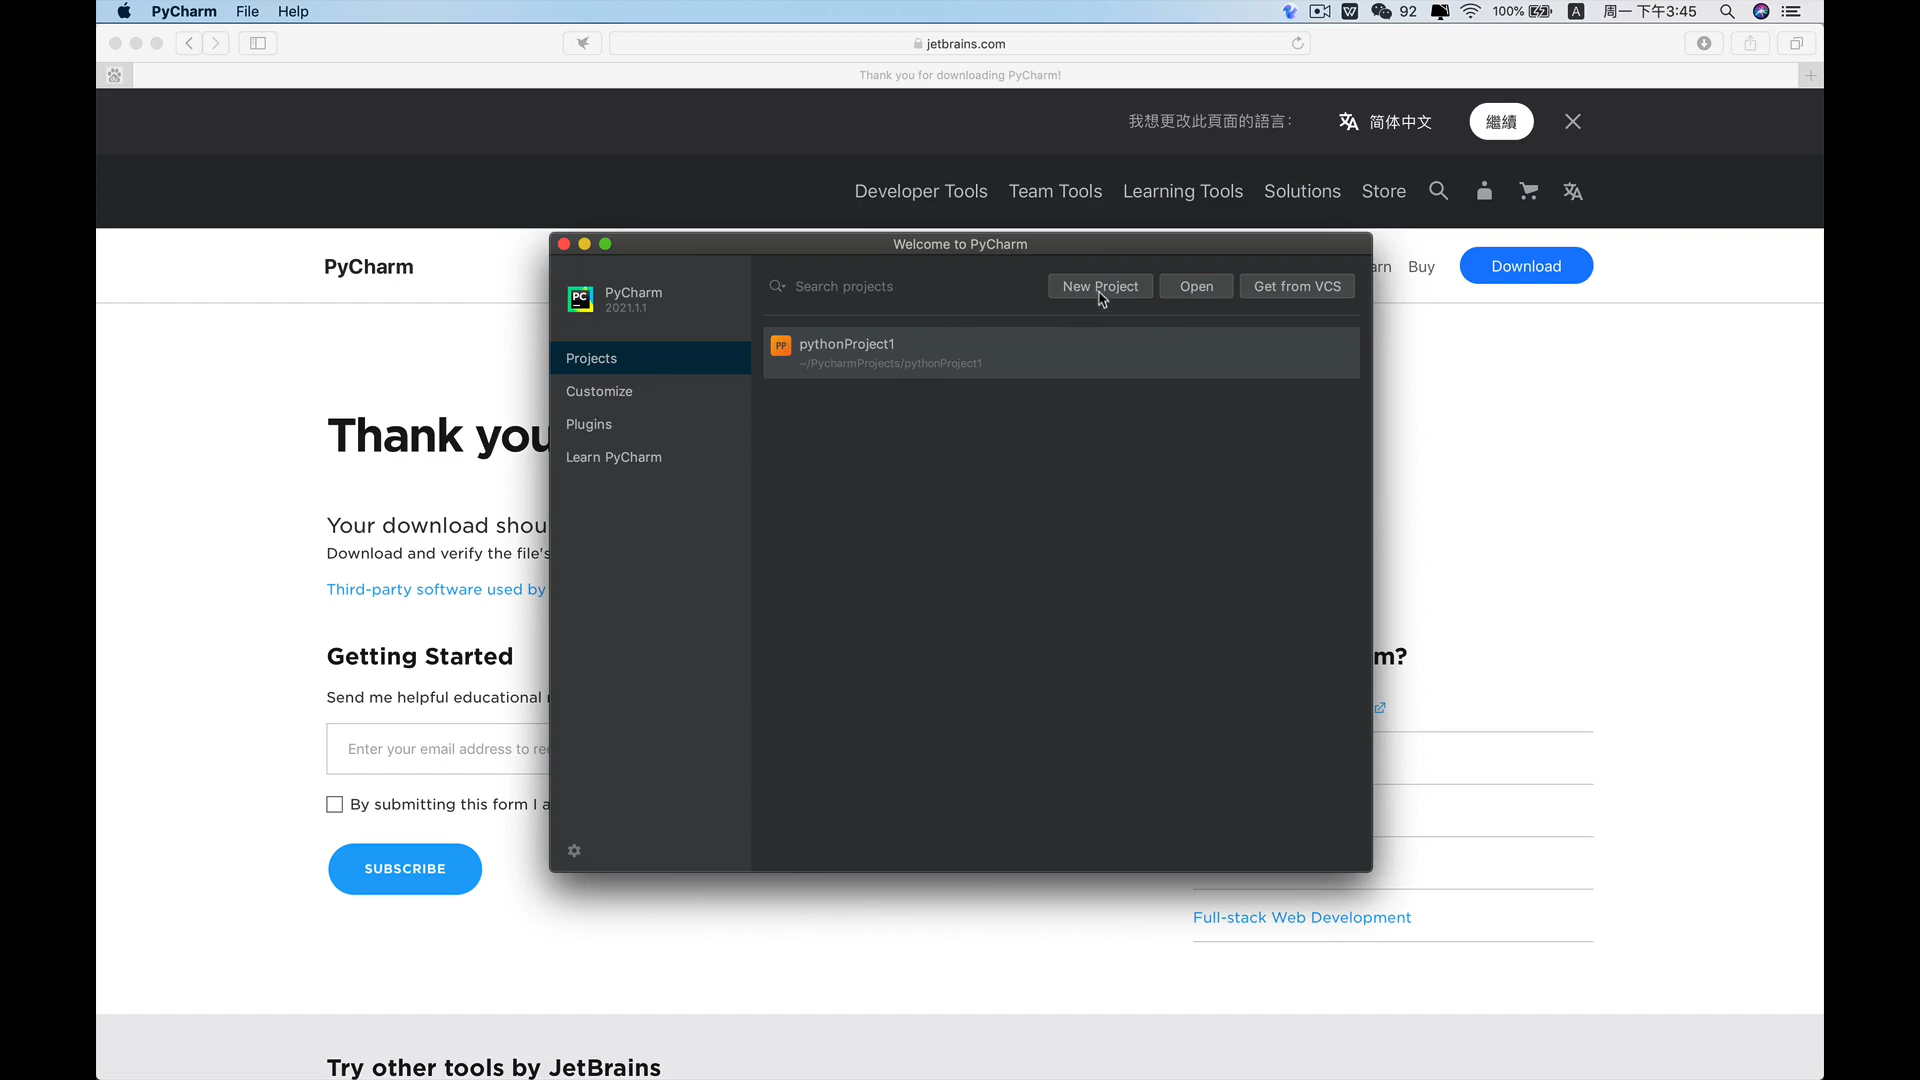 PyCharm File Help
92 100% A 周一 下午3:45
jetbrains.com
Thank you for downloading PyCharm!
我想更改此頁面的語言: 简体中文 繼續
Developer Tools Team Tools Learning Tools Solutions Store
PyCharm
Buy
Download
Welcome to PyCharm
PC
PyCharm
2021.1.1
Search projects
New Project
Open
Get from VCS
Projects
Customize
Plugins
Learn PyCharm
PP
pythonProject1
~/PycharmProjects/pythonProject1
Thank you
Your download shou
Download and verify the file's
Third-party software used by
Getting Started
m?
Send me helpful educational
Enter your email address to re
By submitting this form I a
SUBSCRIBE
Full-stack Web Development
Try other tools by JetBrains